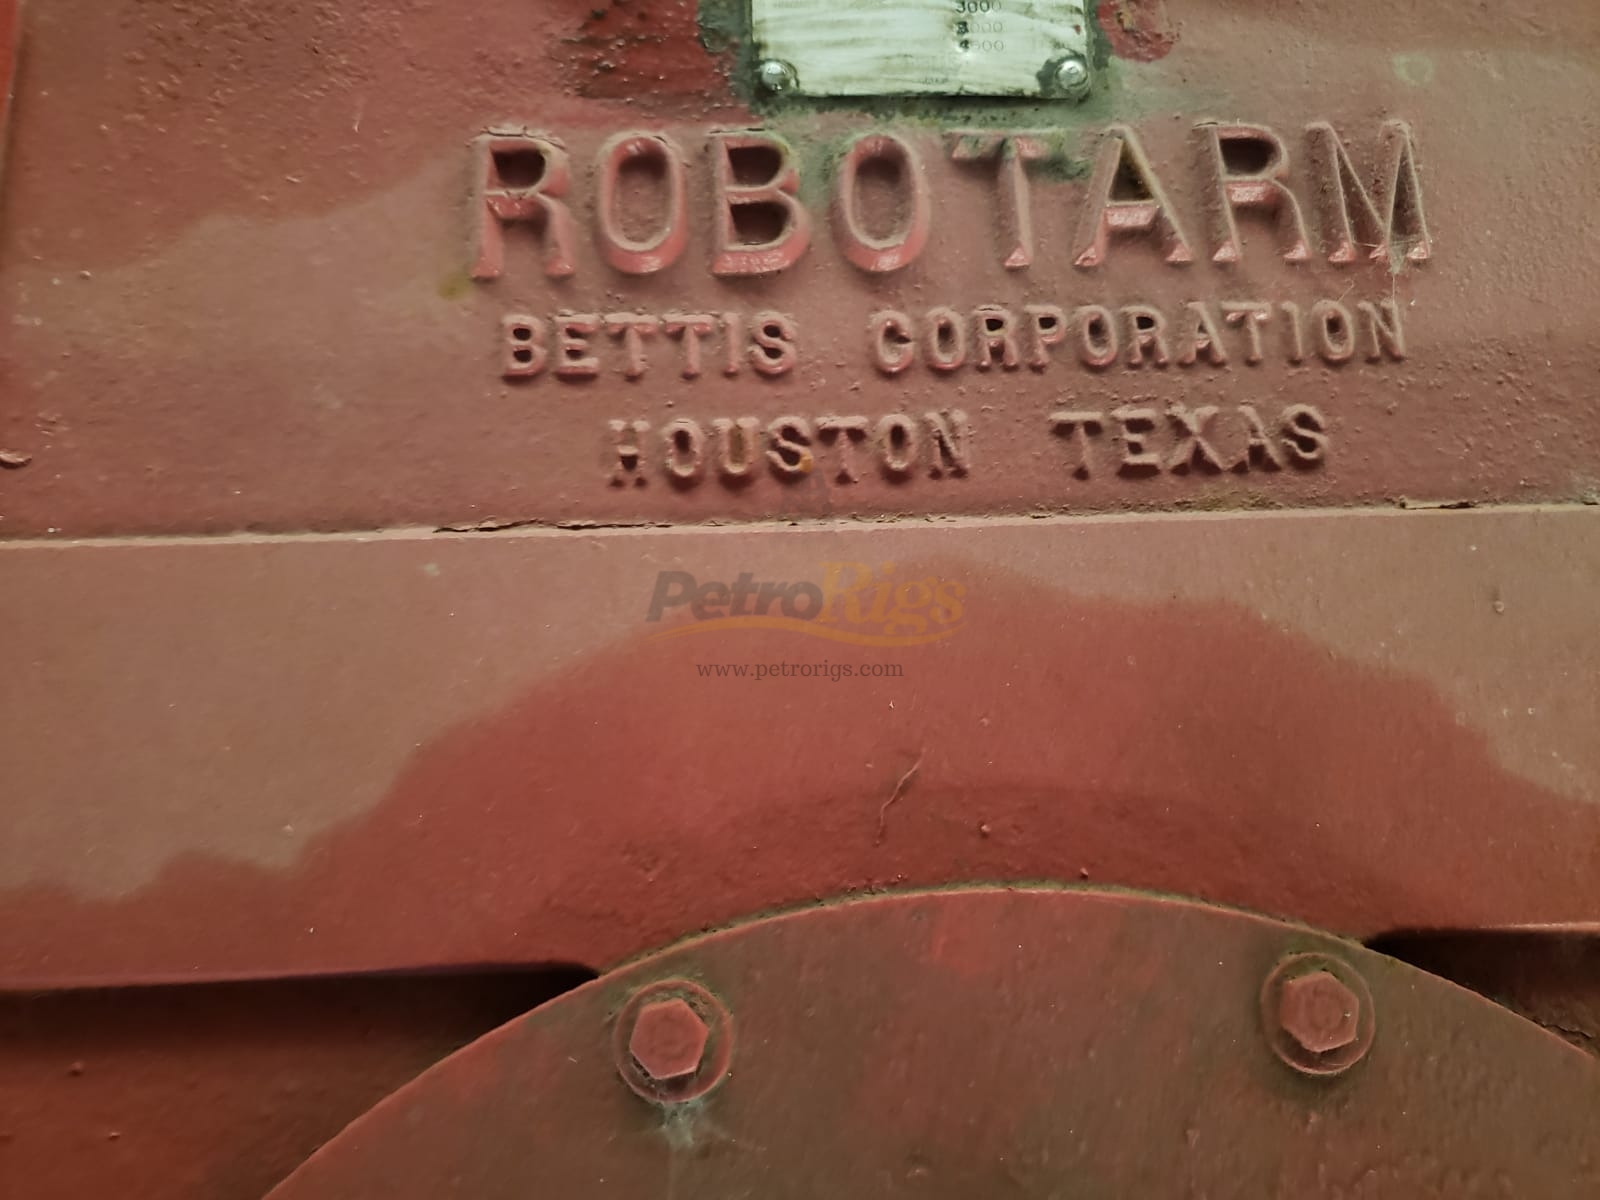 3000
ROBOTARM
BETTIS CORPORATION
HOUSTON TEXAS
PetroRigs
www.petrorigs.com